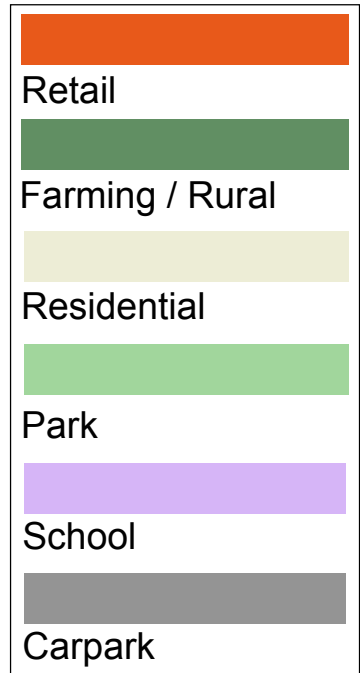 Retail
Farming / Rural
Residential
Park
School
Carpark